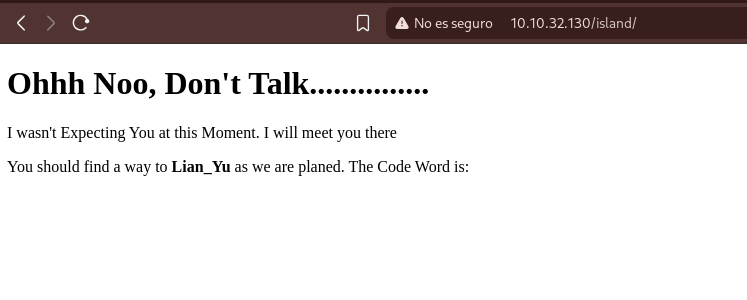 No es seguro 10.10.32.130/island/
Ohhh Noo, Don't Talk...............
I wasn't Expecting You at this Moment. I will meet you there
You should find a way to Lian_Yu as we are planed. The Code Word is: